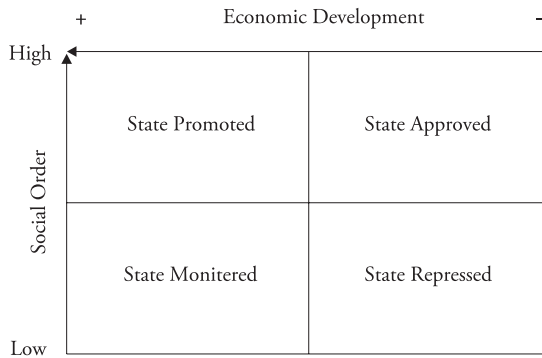 + Economic Development –
High
State Promoted State Approved
Social Order
State Monitered State Repressed
Low